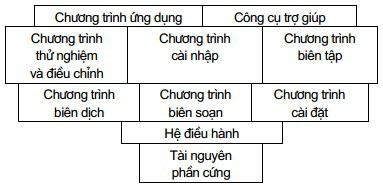 Chương trình ứng dụng
Công cụ trợ giúp
Chương trình
thử nghiệm
và điều chỉnh
Chương trình
cài nhập
Chương trình
biên tập
Chương trình
biên dịch
Chương trình
biên soạn
Chương trình
cài đặt
Hệ điều hành
Tài nguyên
phần cứng